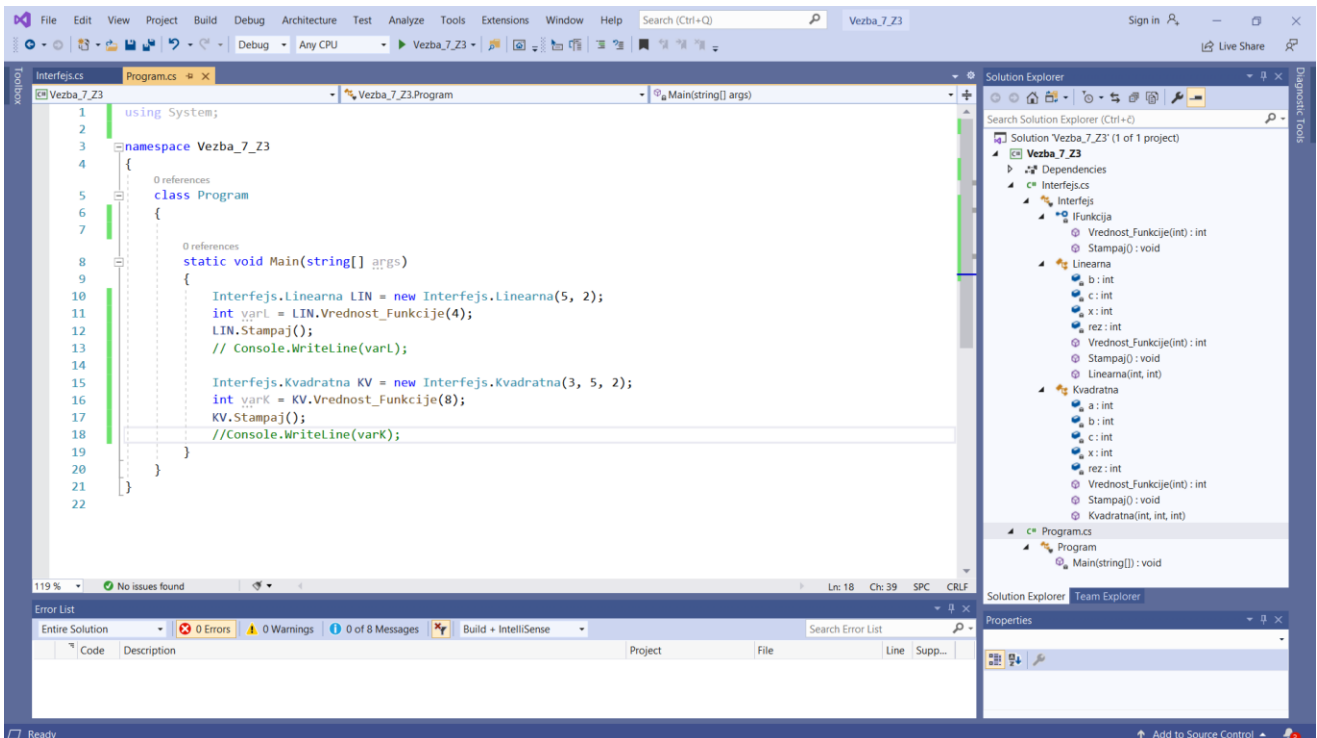 File Edit View Project Build Debug Architecture Test Analyze Tools Extensions Window Help Search (Ctrl+Q) Vezba_7_Z3 Sign in
Debug Any CPU Vezba_7_Z3 Live Share
Toolbox
Interfejs.cs Program.cs
Vezba_7_Z3 Vezba_7_Z3.Program Main(string[] args)
1 using System;
2
3 namespace Vezba_7_Z3
4 {
0 references
5 class Program
6 {
7
0 references
8 static void Main(string[] args)
9 {
10 Interfejs.Linearna LIN = new Interfejs.Linearna(5, 2);
11 int varL = LIN.Vrednost_Funkcije(4);
12 LIN.Stampaj();
13 // Console.WriteLine(varL);
14
15 Interfejs.Kvadratna KV = new Interfejs.Kvadratna(3, 5, 2);
16 int varK = KV.Vrednost_Funkcije(8);
17 KV.Stampaj();
18 //Console.WriteLine(varK);
19 }
20 }
21 }
22
119 % No issues found Ln: 18 Ch: 39 SPC CRLF
Error List
Entire Solution 0 Errors 0 Warnings 0 of 8 Messages Build + IntelliSense Search Error List
Code Description Project File Line Supp...
Solution Explorer
Search Solution Explorer (Ctrl+č)
Solution 'Vezba_7_Z3' (1 of 1 project)
Vezba_7_Z3
Dependencies
C# Interfejs.cs
Interfejs
IFunkcija
Vrednost_Funkcije(int) : int
Stampaj() : void
Linearna
b : int
c : int
x : int
rez : int
Vrednost_Funkcije(int) : int
Stampaj() : void
Linearna(int, int)
Kvadratna
a : int
b : int
c : int
x : int
rez : int
Vrednost_Funkcije(int) : int
Stampaj() : void
Kvadratna(int, int, int)
C# Program.cs
Program
Main(string[]) : void
Solution Explorer Team Explorer
Properties
Diagnostic Tools
Ready Add to Source Control